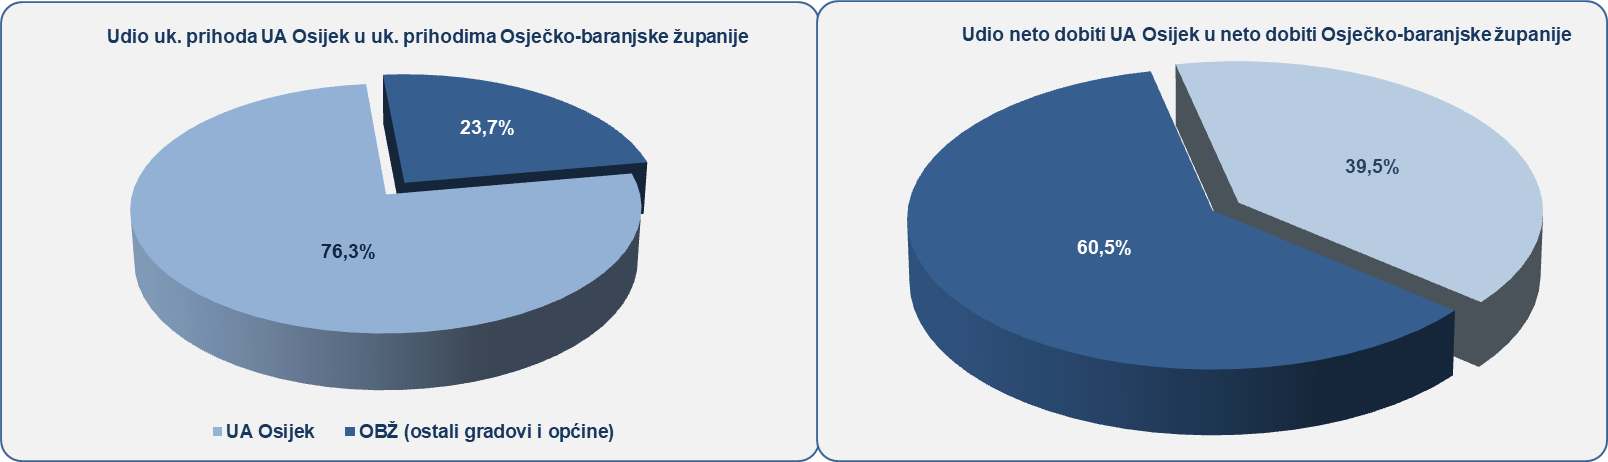 Udio uk. prihoda UA Osijek u uk. prihodima Osječko-baranjske županije
23,7%
76,3%
UA Osijek OBŽ (ostali gradovi i općine)
Udio neto dobiti UA Osijek u neto dobiti Osječko-baranjske županije
39,5%
60,5%